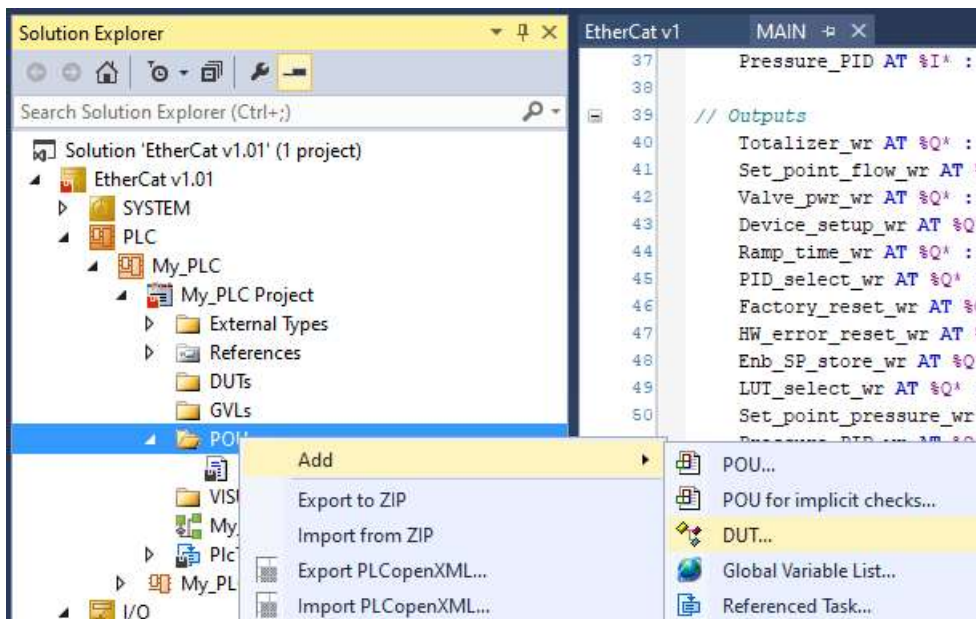 Solution Explorer
Search Solution Explorer (Ctrl+;)
Solution 'EtherCat v1.01' (1 project)
EtherCat v1.01
SYSTEM
PLC
My_PLC
My_PLC Project
External Types
References
DUTs
GVLs
POU
VISU
My_
PlcT
My_PL
I/O
Add
Export to ZIP
Import from ZIP
Export PLCopenXML...
Import PLCopenXML...
POU...
POU for implicit checks...
DUT...
Global Variable List...
Referenced Task...
EtherCat v1 MAIN
37 Pressure_PID AT %I* :
38
39 // Outputs
40 Totalizer_wr AT %Q* :
41 Set_point_flow_wr AT
42 Valve_pwr_wr AT %Q* :
43 Device_setup_wr AT %Q
44 Ramp_time_wr AT %Q* :
45 PID_select_wr AT %Q*
46 Factory_reset_wr AT %
47 HW_error_reset_wr AT
48 Enb_SP_store_wr AT %Q
49 LUT_select_wr AT %Q*
50 Set_point_pressure_wr